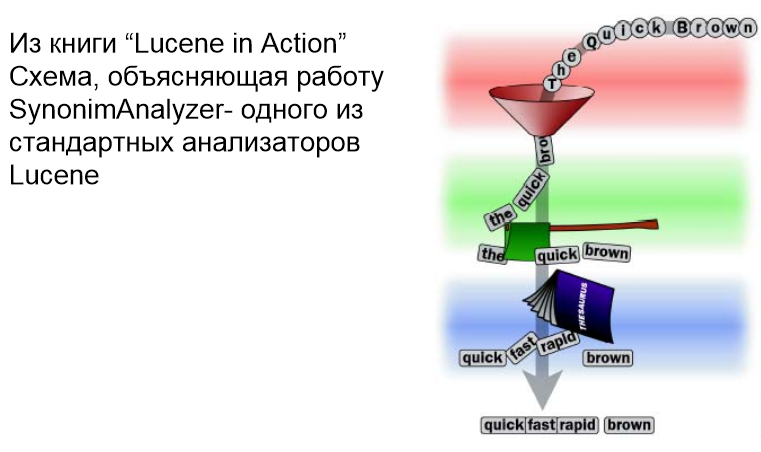 Из книги “Lucene in Action”
Схема, объясняющая работу
SynonimAnalyzer- одного из
стандартных анализаторов
Lucene
The Quick Brown
bro
quick
the
the quick brown
THESAURUS
quick fast rapid brown
quick fast rapid brown